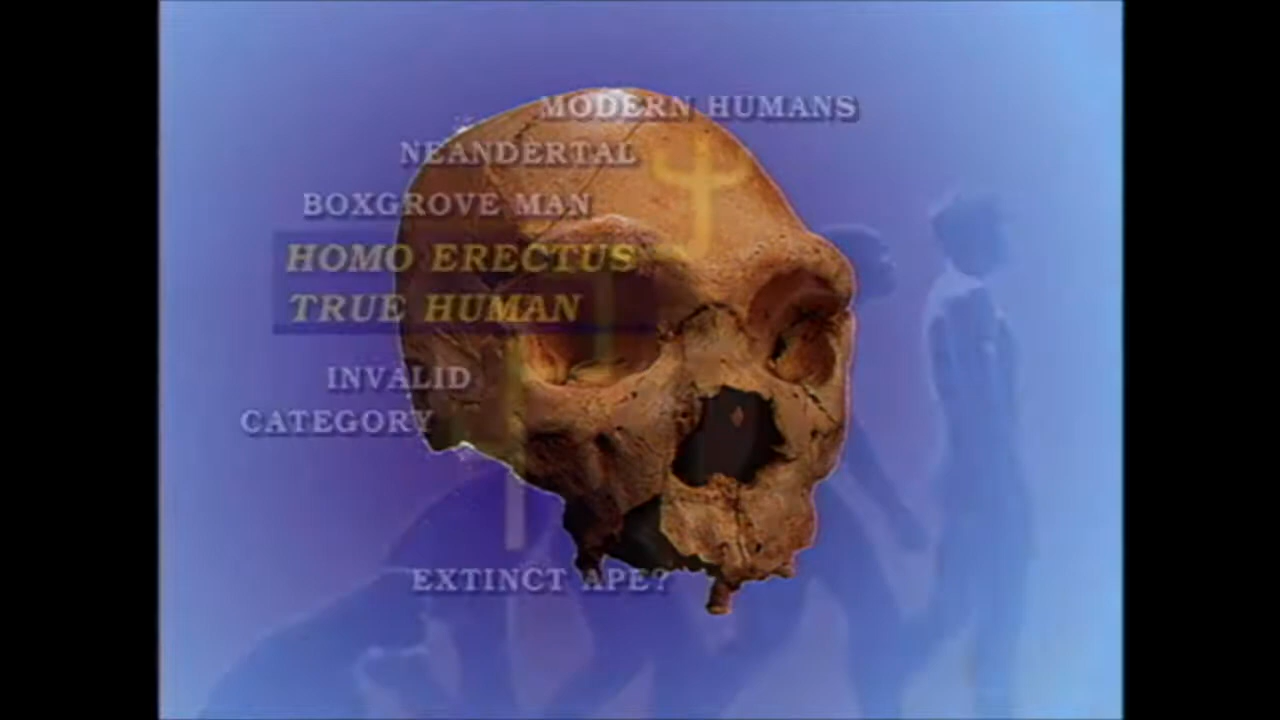 MODERN HUMANS
NEANDERTAL
BOXGROVE MAN
HOMO ERECTUS
TRUE HUMAN
INVALID
CATEGORY
EXTINCT APE?